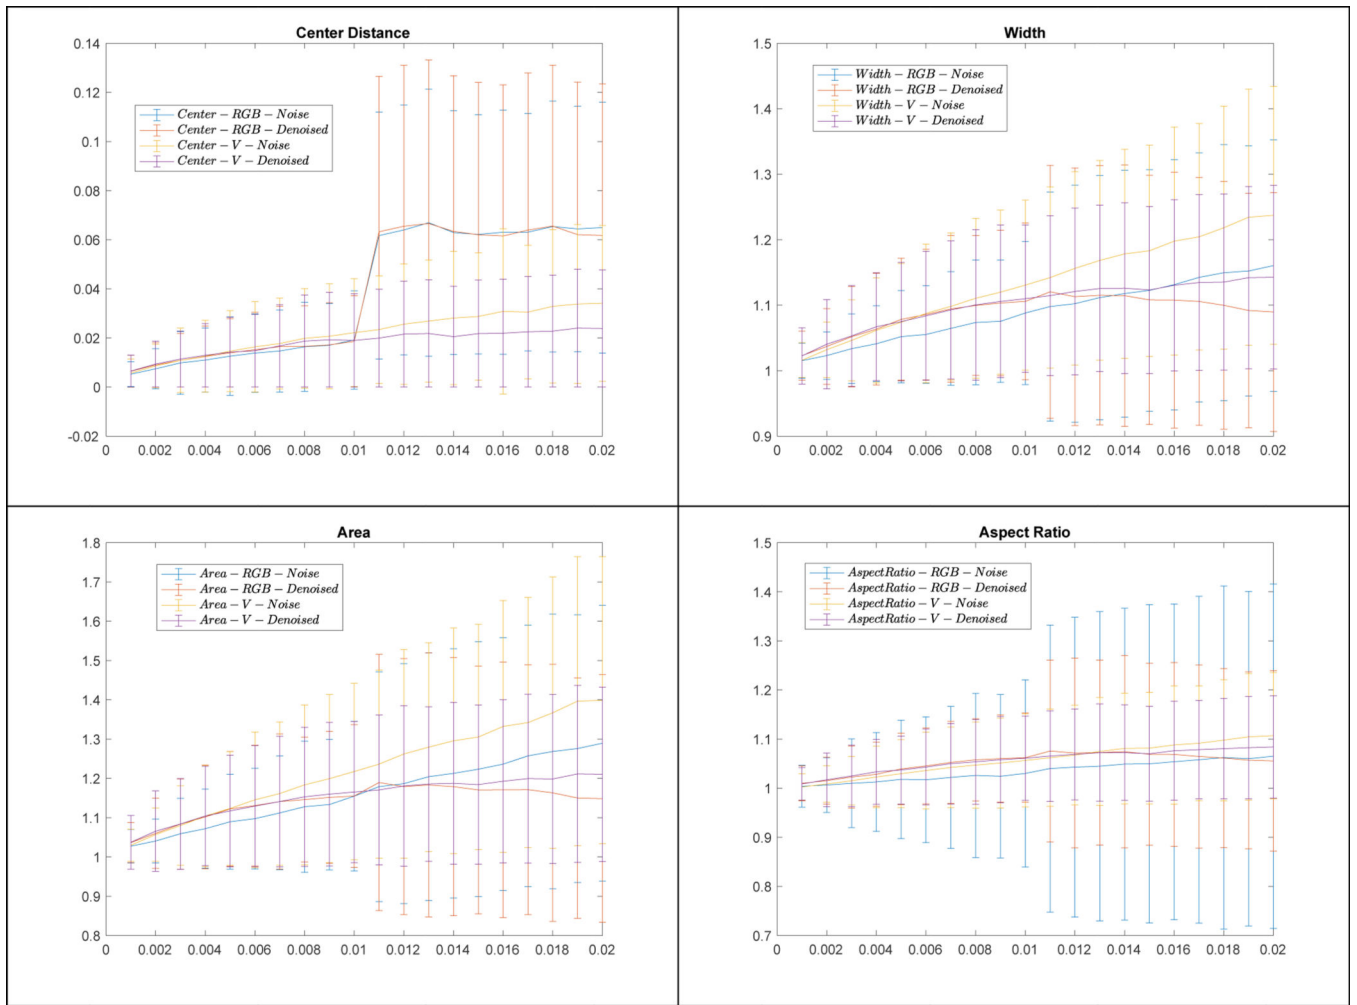 Center Distance
0.14
0.12
0.1
0.08
0.06
0.04
0.02
0
-0.02
Center − RGB − Noise
Center − RGB − Denoised
Center − V − Noise
Center − V − Denoised
0 0.002 0.004 0.006 0.008 0.01 0.012 0.014 0.016 0.018 0.02
Width
1.5
1.4
1.3
1.2
1.1
1
0.9
Width − RGB − Noise
Width − RGB − Denoised
Width − V − Noise
Width − V − Denoised
0 0.002 0.004 0.006 0.008 0.01 0.012 0.014 0.016 0.018 0.02
Area
1.8
1.7
1.6
1.5
1.4
1.3
1.2
1.1
1
0.9
0.8
Area − RGB − Noise
Area − RGB − Denoised
Area − V − Noise
Area − V − Denoised
0 0.002 0.004 0.006 0.008 0.01 0.012 0.014 0.016 0.018 0.02
Aspect Ratio
1.5
1.4
1.3
1.2
1.1
1
0.9
0.8
0.7
AspectRatio − RGB − Noise
AspectRatio − RGB − Denoised
AspectRatio − V − Noise
AspectRatio − V − Denoised
0 0.002 0.004 0.006 0.008 0.01 0.012 0.014 0.016 0.018 0.02